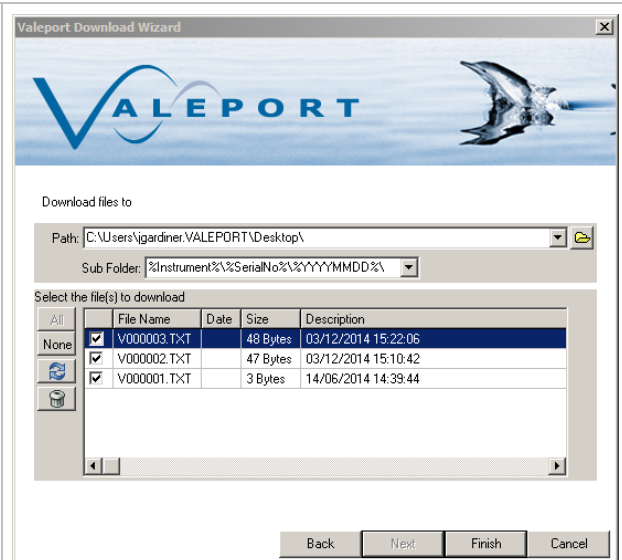 Valeport Download Wizard
VALEPORT
Download files to
Path: C:\Users\jgardiner.VALEPORT\Desktop\
Sub Folder: %Instrument%\%SerialNo%\%YYYYMMDD%\
Select the file(s) to download
All
None
File Name Date Size Description
V000003.TXT 48 Bytes 03/12/2014 15:22:06
V000002.TXT 47 Bytes 03/12/2014 15:10:42
V000001.TXT 3 Bytes 14/06/2014 14:39:44
Back Next Finish Cancel